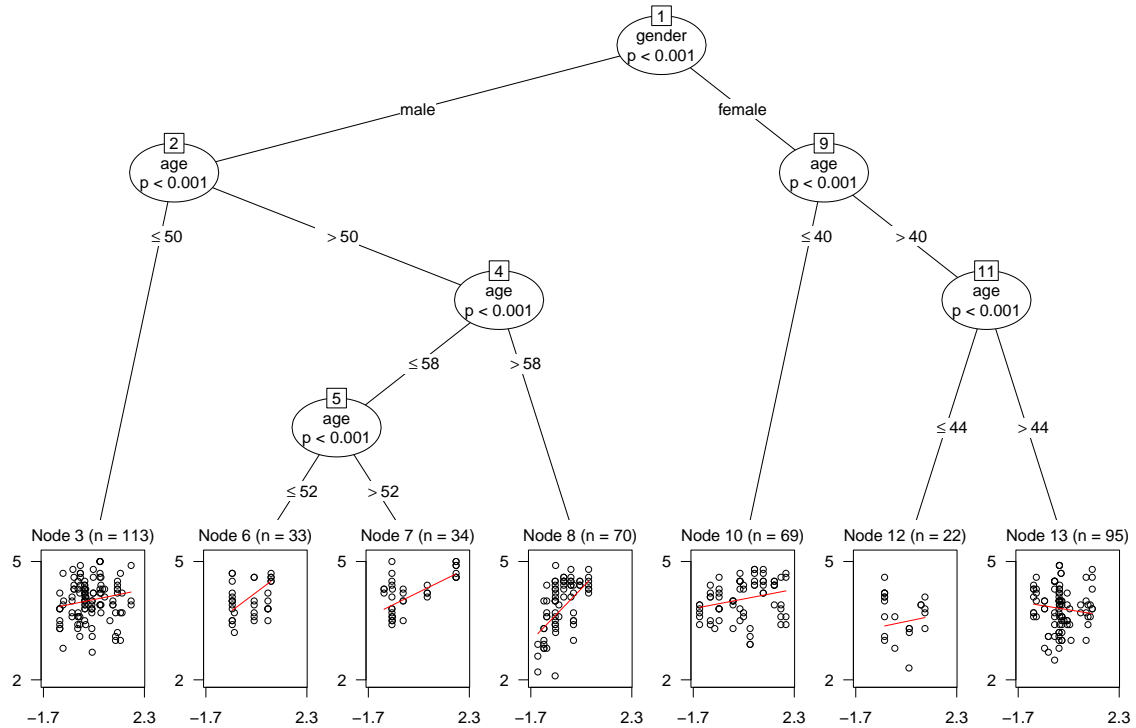 1
gender
p < 0.001
male
female
2
age
p < 0.001
9
age
p < 0.001
≤ 50
> 50
≤ 40
> 40
4
age
p < 0.001
11
age
p < 0.001
≤ 58
> 58
5
age
p < 0.001
≤ 44
> 44
≤ 52
> 52
Node 3 (n = 113)
Node 6 (n = 33)
Node 7 (n = 34)
Node 8 (n = 70)
Node 10 (n = 69)
Node 12 (n = 22)
Node 13 (n = 95)
5
5
5
5
5
5
5
2
2
2
2
2
2
2
−1.7 2.3
−1.7 2.3
−1.7 2.3
−1.7 2.3
−1.7 2.3
−1.7 2.3
−1.7 2.3